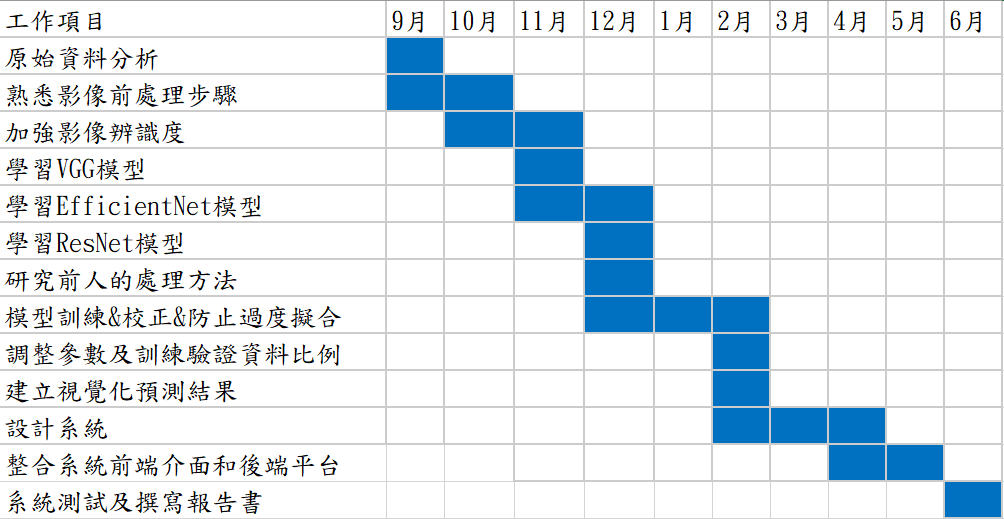 工作項目 9月 10月 11月 12月 1月 2月 3月 4月 5月 6月
原始資料分析
熟悉影像前處理步驟
加強影像辨識度
學習VGG模型
學習EfficientNet模型
學習ResNet模型
研究前人的處理方法
模型訓練&校正&防止過度擬合
調整參數及訓練驗證資料比例
建立視覺化預測結果
設計系統
整合系統前端介面和後端平台
系統測試及撰寫報告書